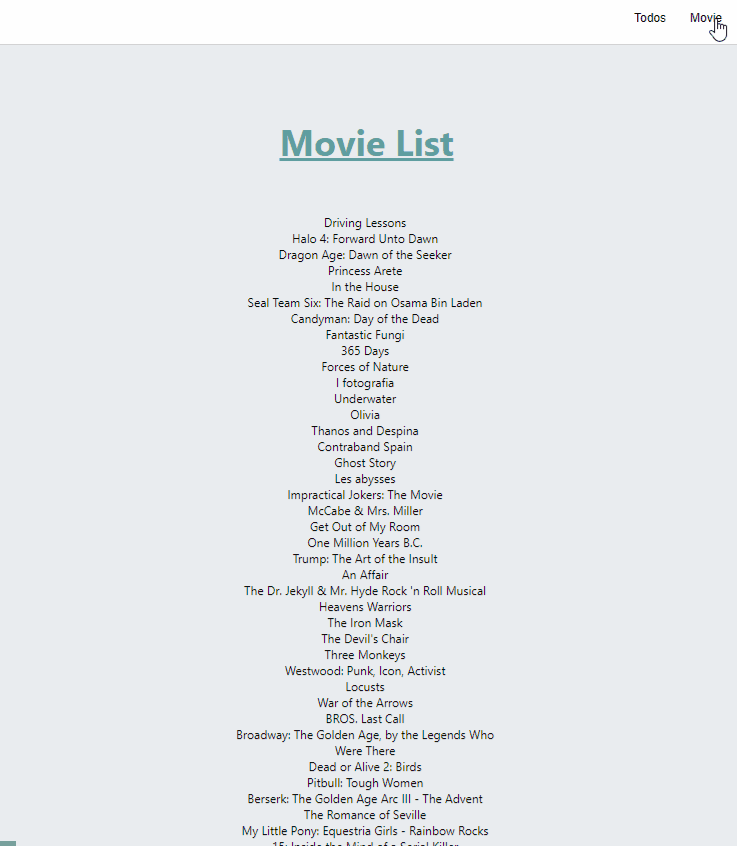 Todos Movie
Movie List
Driving Lessons
Halo 4: Forward Unto Dawn
Dragon Age: Dawn of the Seeker
Princess Arete
In the House
Seal Team Six: The Raid on Osama Bin Laden
Candyman: Day of the Dead
Fantastic Fungi
365 Days
Forces of Nature
I fotografia
Underwater
Olivia
Thanos and Despina
Contraband Spain
Ghost Story
Les abysses
Impractical Jokers: The Movie
McCabe & Mrs. Miller
Get Out of My Room
One Million Years B.C.
Trump: The Art of the Insult
An Affair
The Dr. Jekyll & Mr. Hyde Rock 'n Roll Musical
Heavens Warriors
The Iron Mask
The Devil's Chair
Three Monkeys
Westwood: Punk, Icon, Activist
Locusts
War of the Arrows
BROS. Last Call
Broadway: The Golden Age, by the Legends Who
Were There
Dead or Alive 2: Birds
Pitbull: Tough Women
Berserk: The Golden Age Arc III - The Advent
The Romance of Seville
My Little Pony: Equestria Girls - Rainbow Rocks
15: Inside the Mind of a Serial Killer